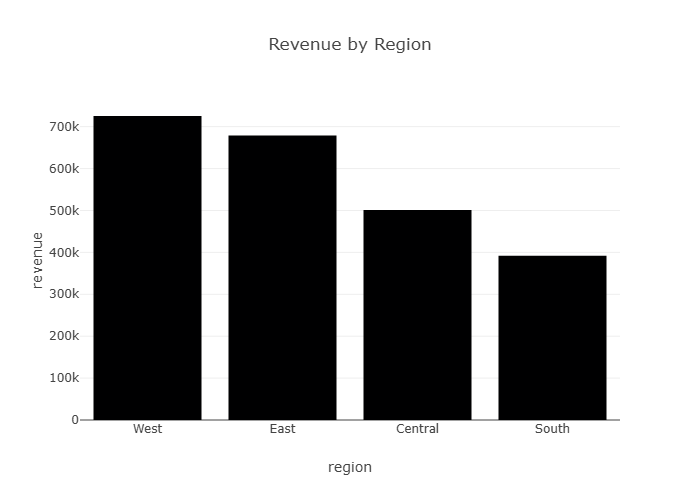 Revenue by Region
revenue
700k
600k
500k
400k
300k
200k
100k
0
West East Central South
region